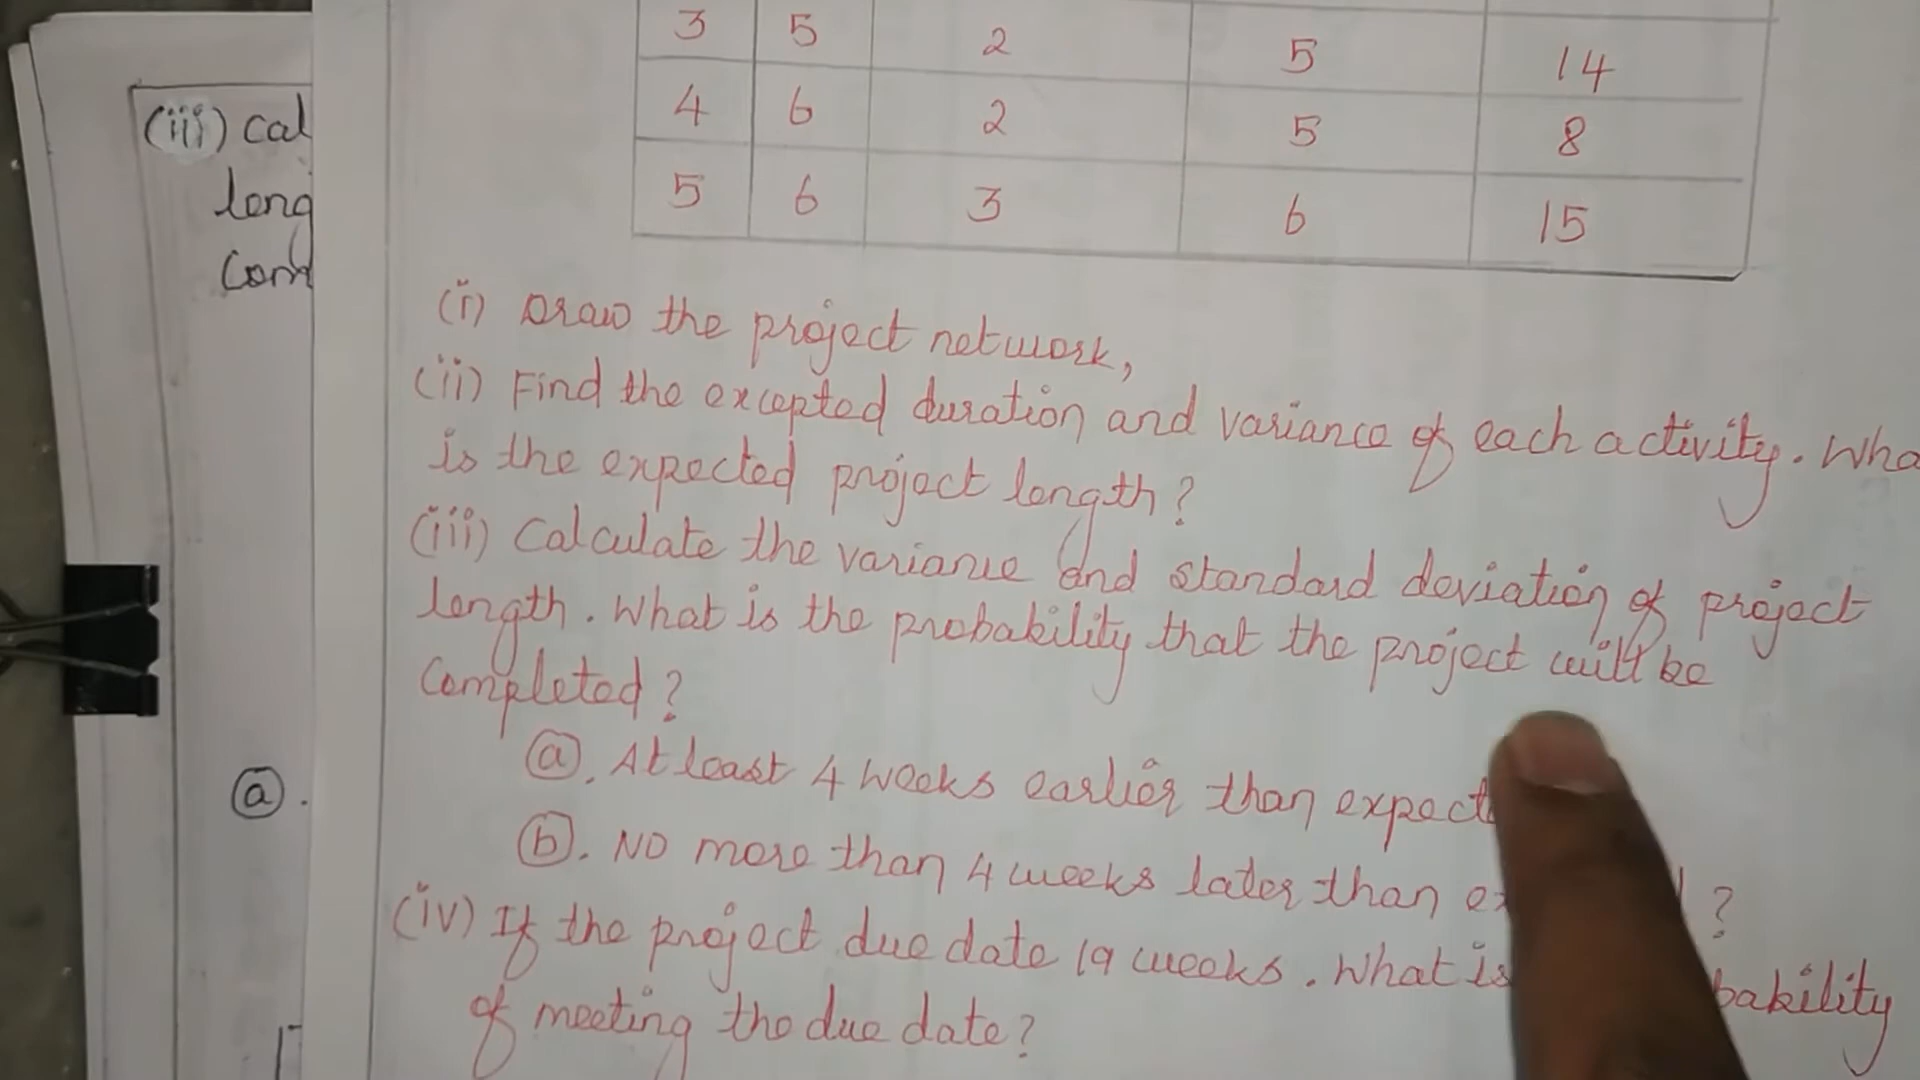 3 5 2 5 14
4 6 2 5 8
5 6 3 6 15
(i) Draw the project network,
(ii) Find the excepted duration and variance of each activity. Wha
is the expected project length?
(iii) Calculate the variance and standard deviation of project
length. What is the probability that the project will be
Completed?
(a). At least 4 weeks earlier than expect
(b). No more than 4 weeks later than ?
(iv) If the project due date 19 weeks. What is bability
of meeting the due date?
(iii) cal
leng
Com
(a).